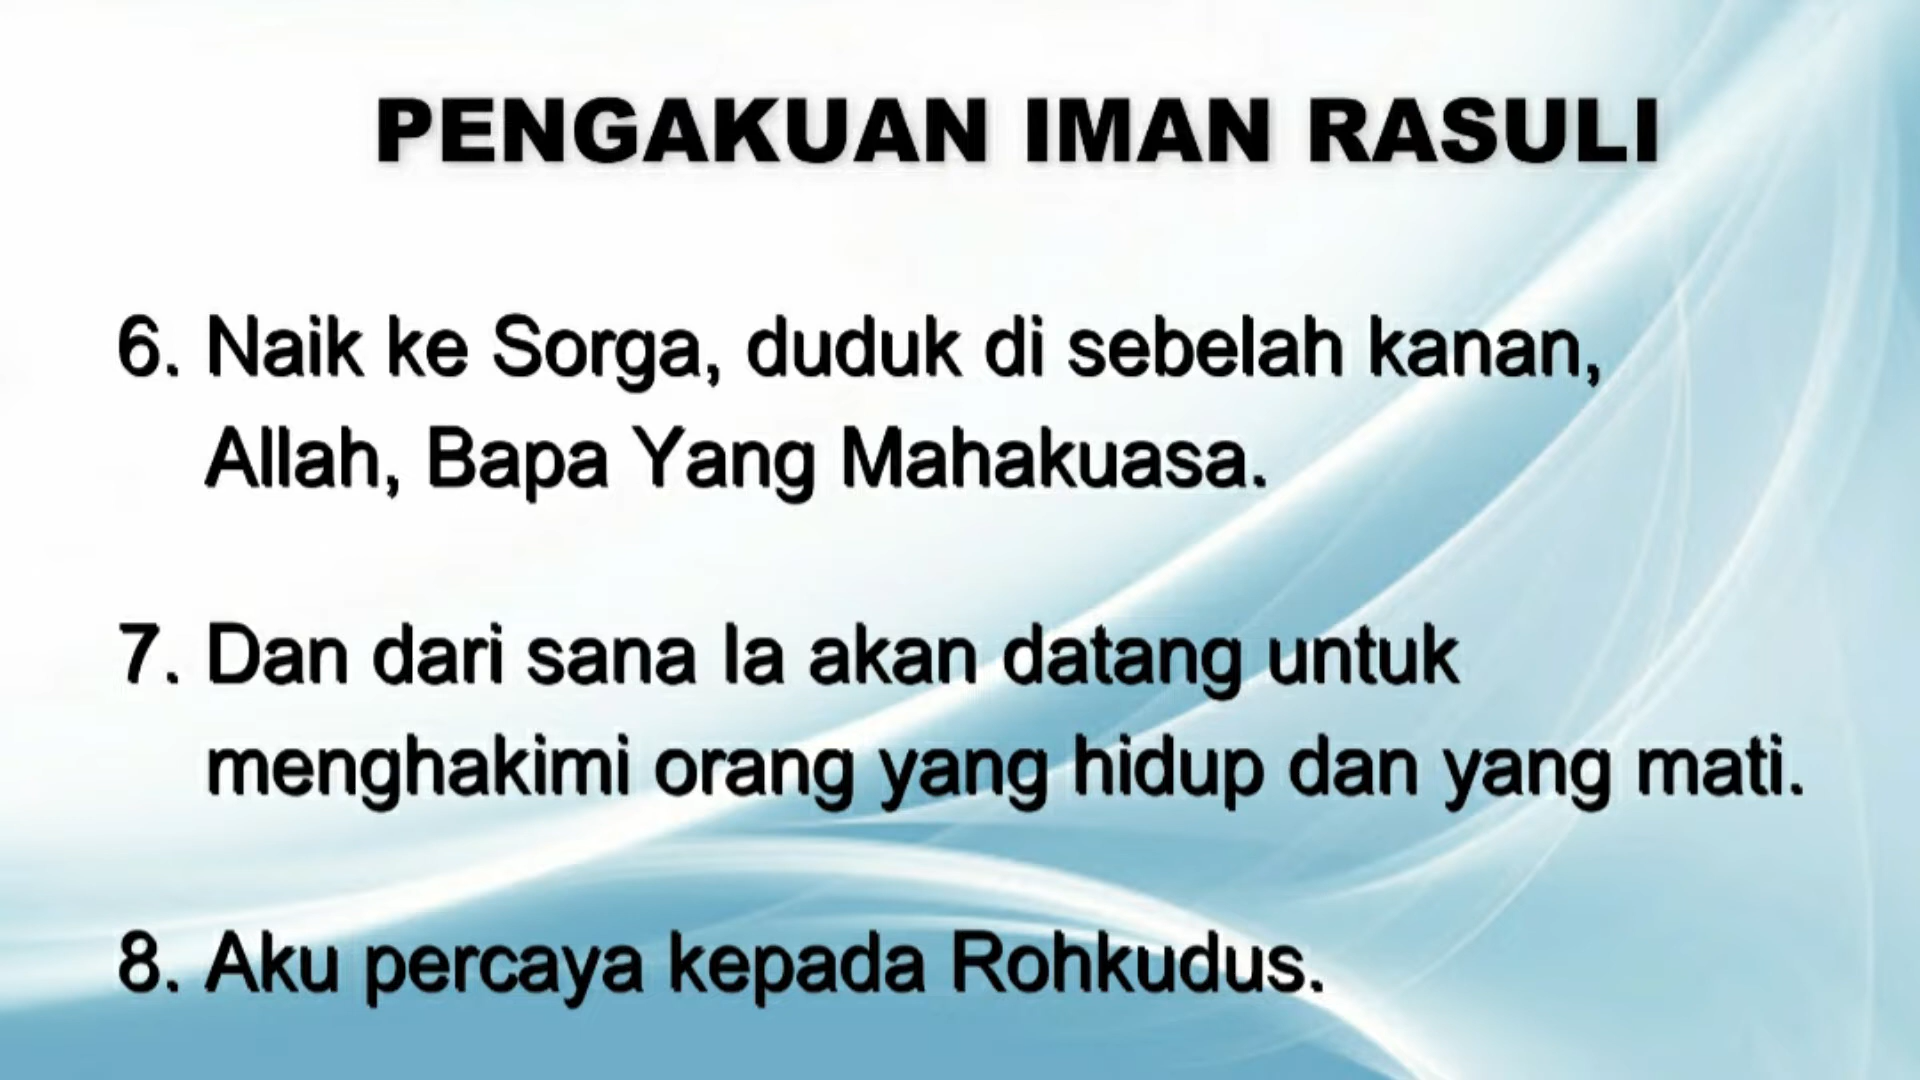 PENGAKUAN IMAN RASULI
6. Naik ke Sorga, duduk di sebelah kanan,
Allah, Bapa Yang Mahakuasa.
7. Dan dari sana Ia akan datang untuk
menghakimi orang yang hidup dan yang mati.
8. Aku percaya kepada Rohkudus.